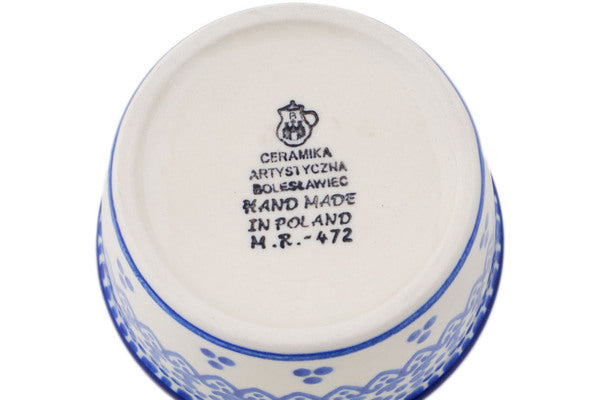 B
CERAMIKA
ARTYSTYCZNA
BOLESŁAWIEC
HAND MADE
IN POLAND
M.R.-472